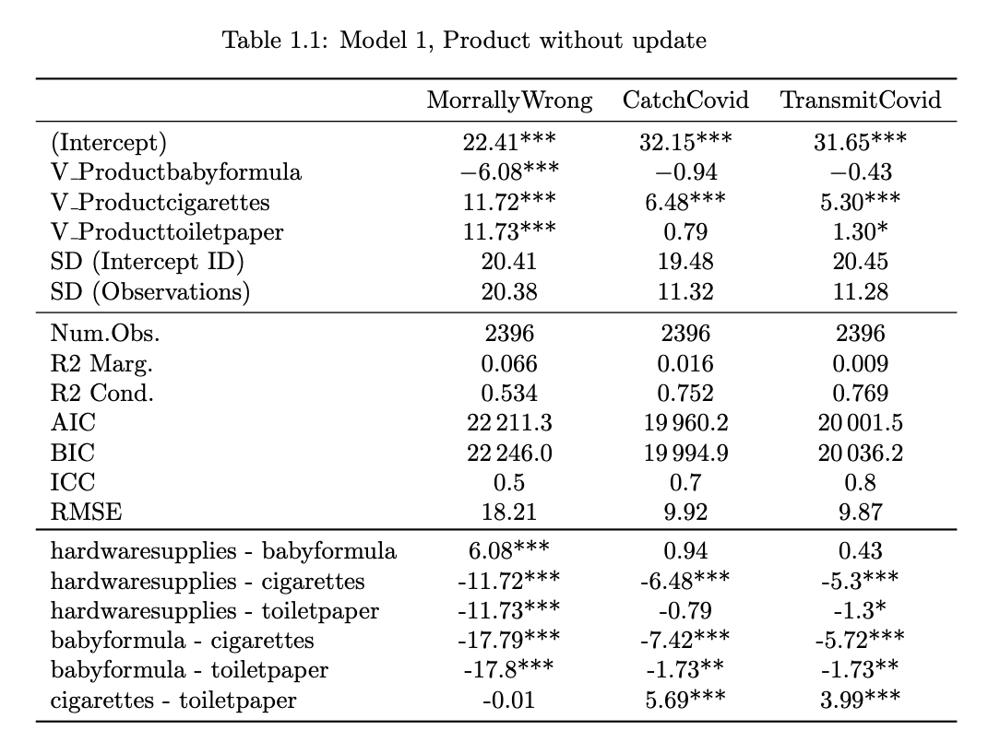 Table 1.1: Model 1, Product without update
MorrallyWrong CatchCovid TransmitCovid
(Intercept) 22.41*** 32.15*** 31.65***
V_Productbabyformula −6.08*** −0.94 −0.43
V_Productcigarettes 11.72*** 6.48*** 5.30***
V_Producttoiletpaper 11.73*** 0.79 1.30*
SD (Intercept ID) 20.41 19.48 20.45
SD (Observations) 20.38 11.32 11.28
Num.Obs. 2396 2396 2396
R2 Marg. 0.066 0.016 0.009
R2 Cond. 0.534 0.752 0.769
AIC 22 211.3 19 960.2 20 001.5
BIC 22 246.0 19 994.9 20 036.2
ICC 0.5 0.7 0.8
RMSE 18.21 9.92 9.87
hardwaresupplies - babyformula 6.08*** 0.94 0.43
hardwaresupplies - cigarettes -11.72*** -6.48*** -5.3***
hardwaresupplies - toiletpaper -11.73*** -0.79 -1.3*
babyformula - cigarettes -17.79*** -7.42*** -5.72***
babyformula - toiletpaper -17.8*** -1.73** -1.73**
cigarettes - toiletpaper -0.01 5.69*** 3.99***